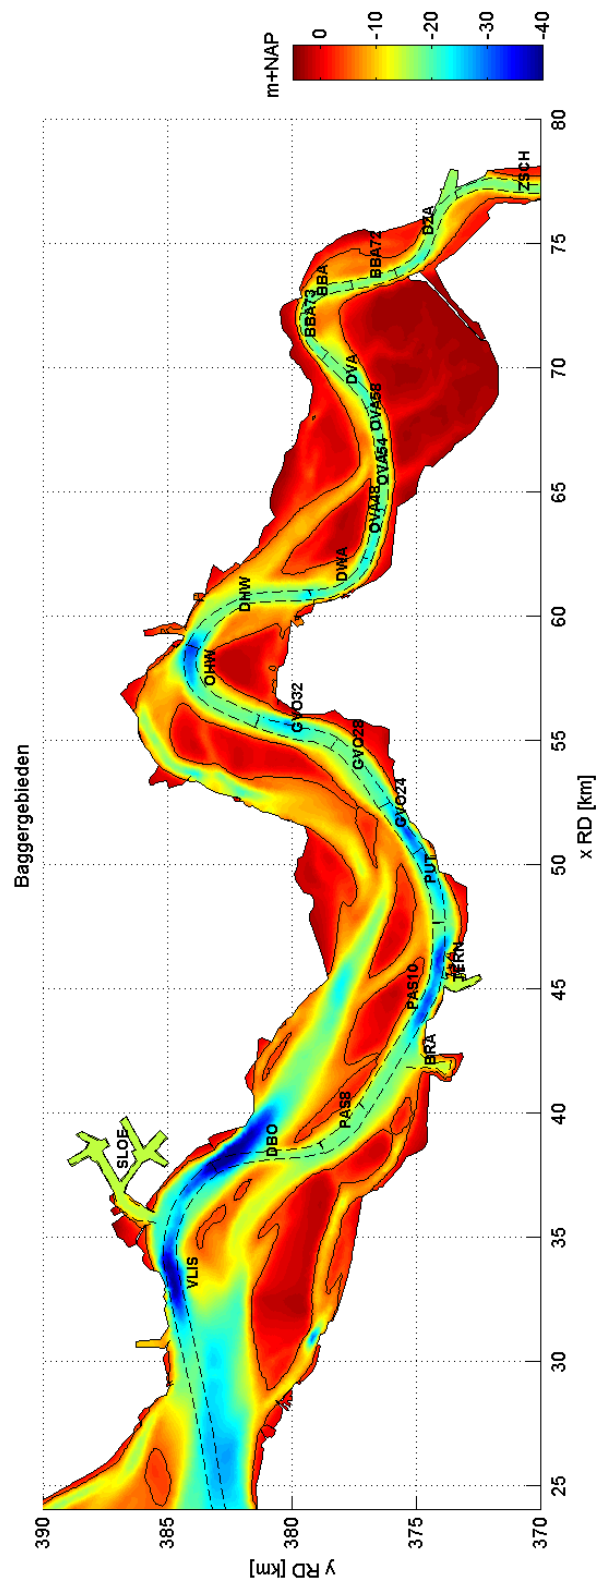 Baggergebieden
m+NAP
0
-10
-20
-30
-40
y RD [km]
390
385
380
375
370
x RD [km]
25
30
35
40
45
50
55
60
65
70
75
80
VLIS
SLOE
DBO
PAS8
BRA
PAS10
TERN
PUT
GVO24
GVO28
GVO32
OHW
DHW
DWA
OVA48
OVA54
OVA58
DVA
BBA73
BBA
BBA72
DZA
ZSCH